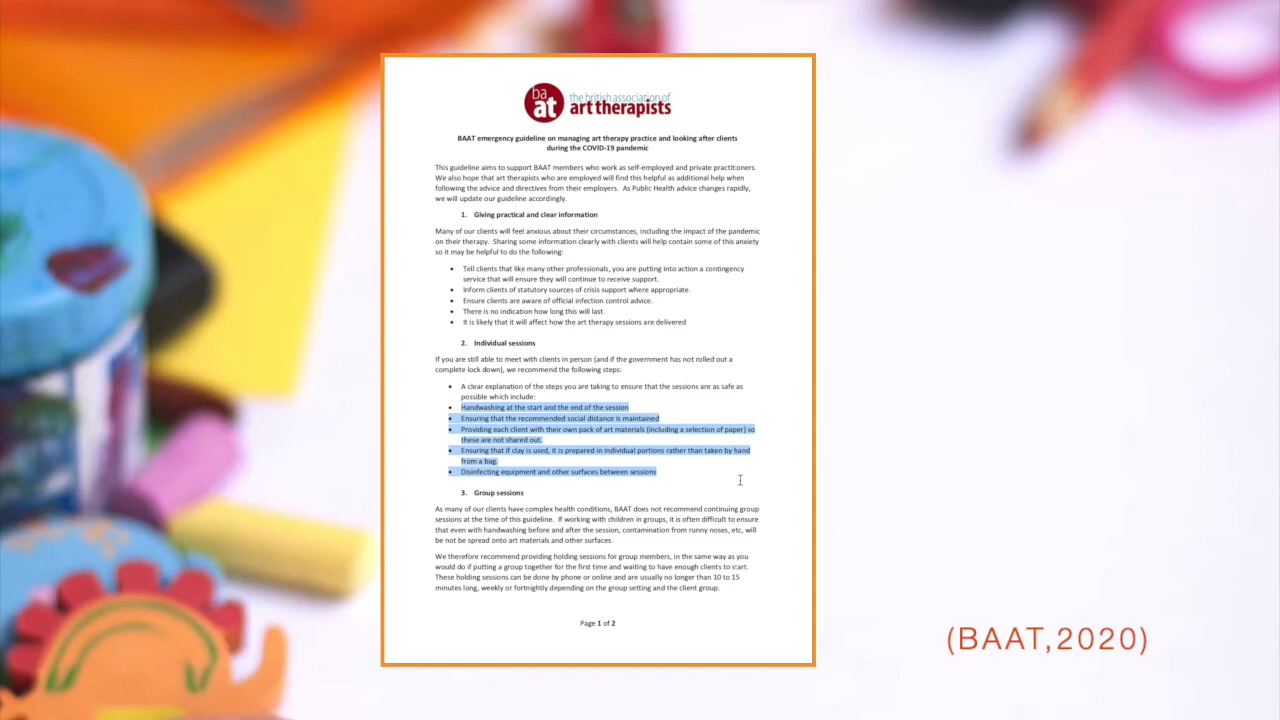 ba
at
the british association of
art therapists
BAAT emergency guideline on managing art therapy practice and looking after clients
during the COVID-19 pandemic
This guideline aims to support BAAT members who work as self-employed and private practitioners.
We also hope that art therapists who are employed will find this helpful as additional help when
following the advice and directives from their employers. As Public Health advice changes rapidly,
we will update our guideline accordingly.
1. Giving practical and clear information
Many of our clients will feel anxious about their circumstances, including the impact of the pandemic
on their therapy. Sharing some information clearly with clients will help contain some of this anxiety
so it may be helpful to do the following:
• Tell clients that like many other professionals, you are putting into action a contingency
service that will ensure they will continue to receive support.
• Inform clients of statutory sources of crisis support where appropriate.
• Ensure clients are aware of official infection control advice.
• There is no indication how long this will last.
• It is likely that it will affect how the art therapy sessions are delivered
2. Individual sessions
If you are still able to meet with clients in person (and if the government has not rolled out a
complete lock down), we recommend the following steps:
• A clear explanation of the steps you are taking to ensure that the sessions are as safe as
possible which include:
• Handwashing at the start and the end of the session
• Ensuring that the recommended social distance is maintained
• Providing each client with their own pack of art materials (including a selection of paper) so
these are not shared out.
• Ensuring that if clay is used, it is prepared in individual portions rather than taken by hand
from a bag.
• Disinfecting equipment and other surfaces between sessions
3. Group sessions
As many of our clients have complex health conditions, BAAT does not recommend continuing group
sessions at the time of this guideline. If working with children in groups, it is often difficult to ensure
that even with handwashing before and after the session, contamination from runny noses, etc, will
be not be spread onto art materials and other surfaces.
We therefore recommend providing holding sessions for group members, in the same way as you
would do if putting a group together for the first time and waiting to have enough clients to start.
These holding sessions can be done by phone or online and are usually no longer than 10 to 15
minutes long, weekly or fortnightly depending on the group setting and the client group.
Page 1 of 2
(BAAT,2020)